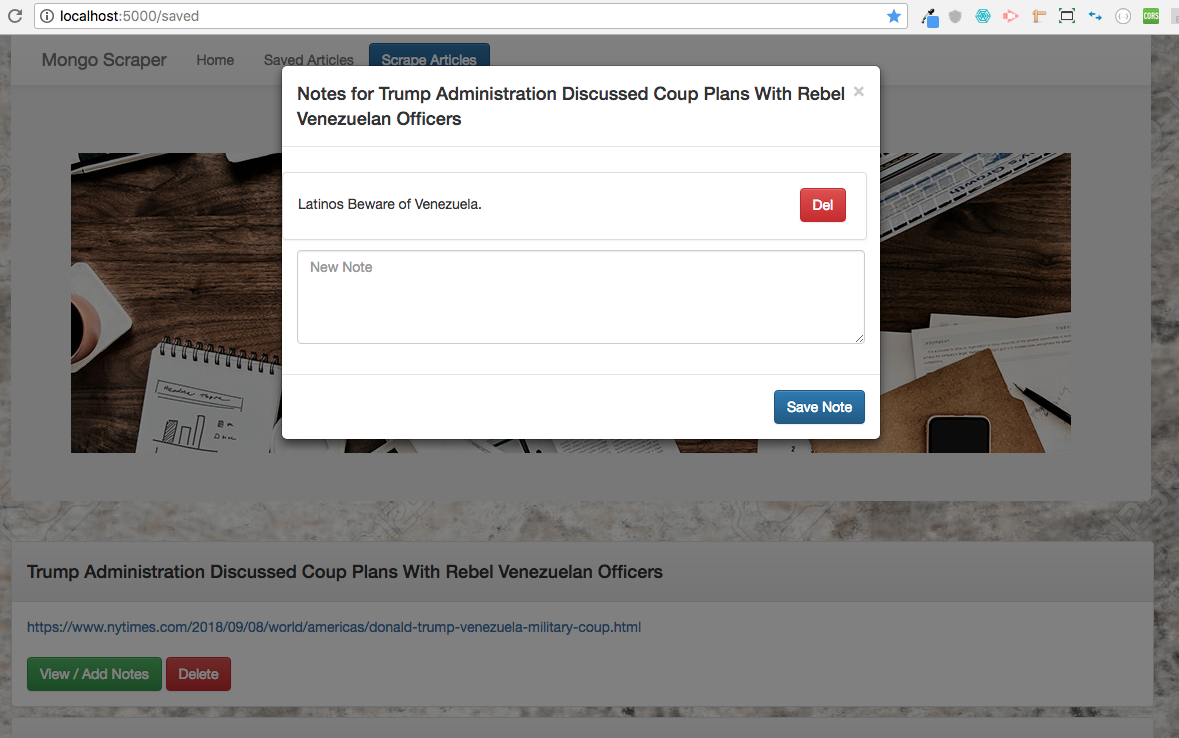 localhost:5000/saved
CORS
Mongo Scraper Home Saved Articles Scrape Articles
Notes for Trump Administration Discussed Coup Plans With Rebel ×
Venezuelan Officers
Latinos Beware of Venezuela.
Del
New Note
Save Note
Header Topic
Trump Administration Discussed Coup Plans With Rebel Venezuelan Officers
https://www.nytimes.com/2018/09/08/world/americas/donald-trump-venezuela-military-coup.html
View / Add Notes Delete